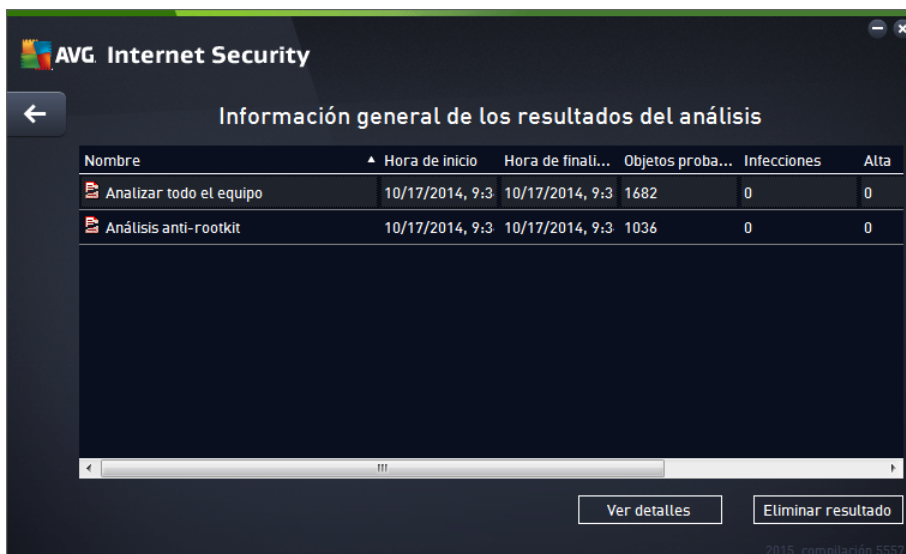 AVG. Internet Security
Información general de los resultados del análisis
Nombre Hora de inicio Hora de finali... Objetos proba... Infecciones Alta
Analizar todo el equipo 10/17/2014, 9:3 10/17/2014, 9:3 1682 0 0
Análisis anti-rootkit 10/17/2014, 9:3 10/17/2014, 9:3 1036 0 0
Ver detalles Eliminar resultado
2015, compilación 5557